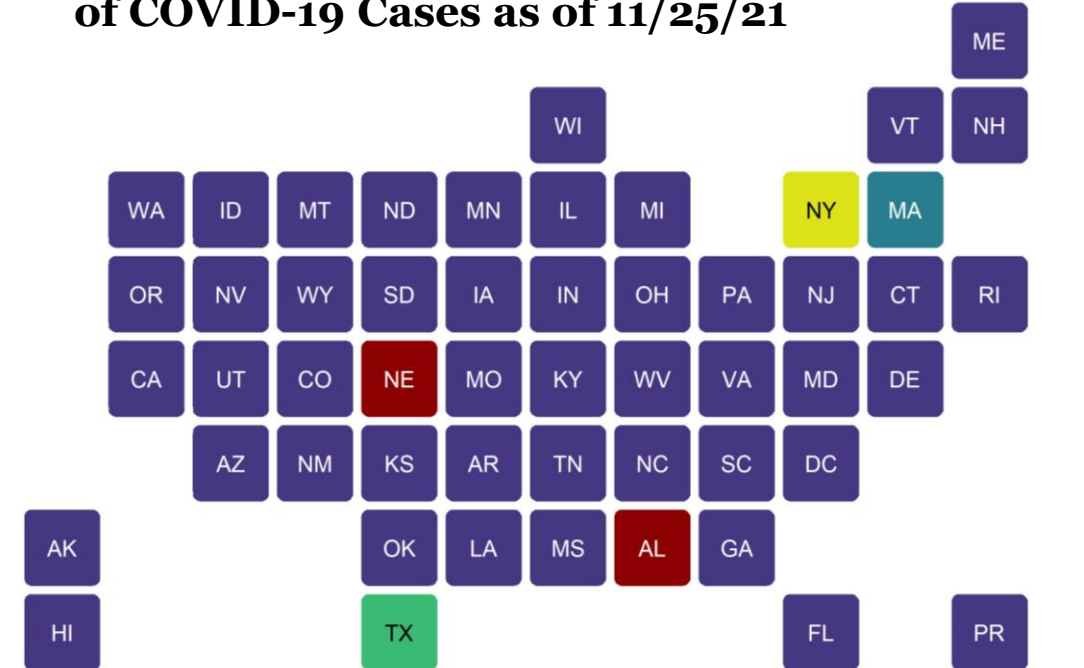 of COVID-19 Cases as of 11/25/21
ME
WI VT NH
WA ID MT ND MN IL MI NY MA
OR NV WY SD IA IN OH PA NJ CT RI
CA UT CO NE MO KY WV VA MD DE
AZ NM KS AR TN NC SC DC
AK OK LA MS AL GA
HI TX FL PR